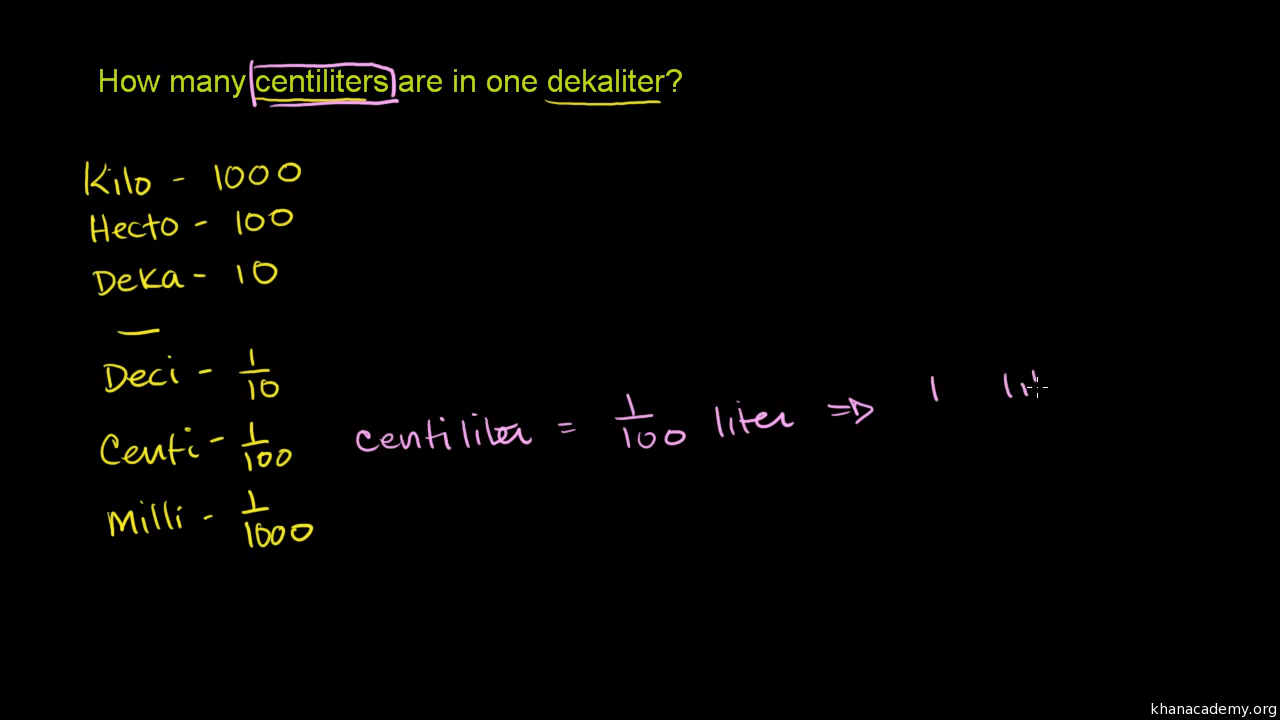 How many centiliters are in one dekaliter?
Kilo - 1000
Hecto - 100
Deka - 10
Deci - 1/10
Centi - 1/100
centiliter = 1/100 liter ⇒ 1
Milli - 1/1000
khanacademy.org